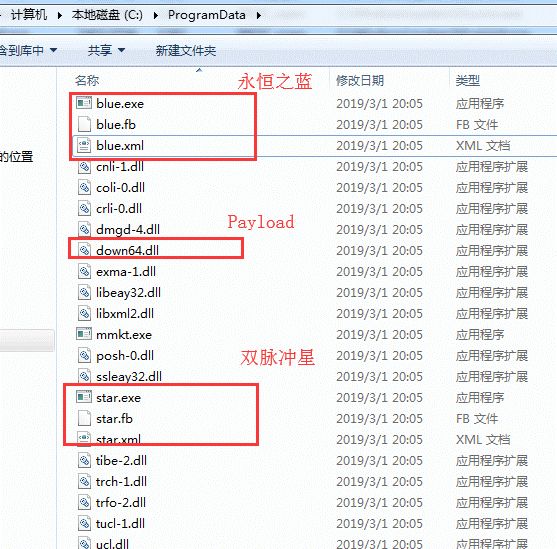 计算机 ▸ 本地磁盘 (C:) ▸ ProgramData ▸
含到库中 共享 新建文件夹
名称 修改日期 类型
永恒之蓝
blue.exe 2019/3/1 20:05 应用程序
blue.fb 2019/3/1 20:05 FB 文件
blue.xml 2019/3/1 20:05 XML 文档
的位置
cnli-1.dll 2019/3/1 20:05 应用程序扩展
coli-0.dll 2019/3/1 20:05 应用程序扩展
crli-0.dll 2019/3/1 20:05 应用程序扩展
Payload
dmgd-4.dll 2019/3/1 20:05 应用程序扩展
down64.dll 2019/3/1 20:05 应用程序扩展
exma-1.dll 2019/3/1 20:05 应用程序扩展
libeay32.dll 2019/3/1 20:05 应用程序扩展
libxml2.dll 2019/3/1 20:05 应用程序扩展
mmkt.exe 2019/3/1 20:05 应用程序
posh-0.dll 2019/3/1 20:05 应用程序扩展
双脉冲星
ssleay32.dll 2019/3/1 20:05 应用程序扩展
star.exe 2019/3/1 20:05 应用程序
star.fb 2019/3/1 20:05 FB 文件
star.xml 2019/3/1 20:05 XML 文档
tibe-2.dll 2019/3/1 20:05 应用程序扩展
trch-1.dll 2019/3/1 20:05 应用程序扩展
trfo-2.dll 2019/3/1 20:05 应用程序扩展
tucl-1.dll 2019/3/1 20:05 应用程序扩展
ucl.dll 2019/3/1 20:05 应用程序扩展